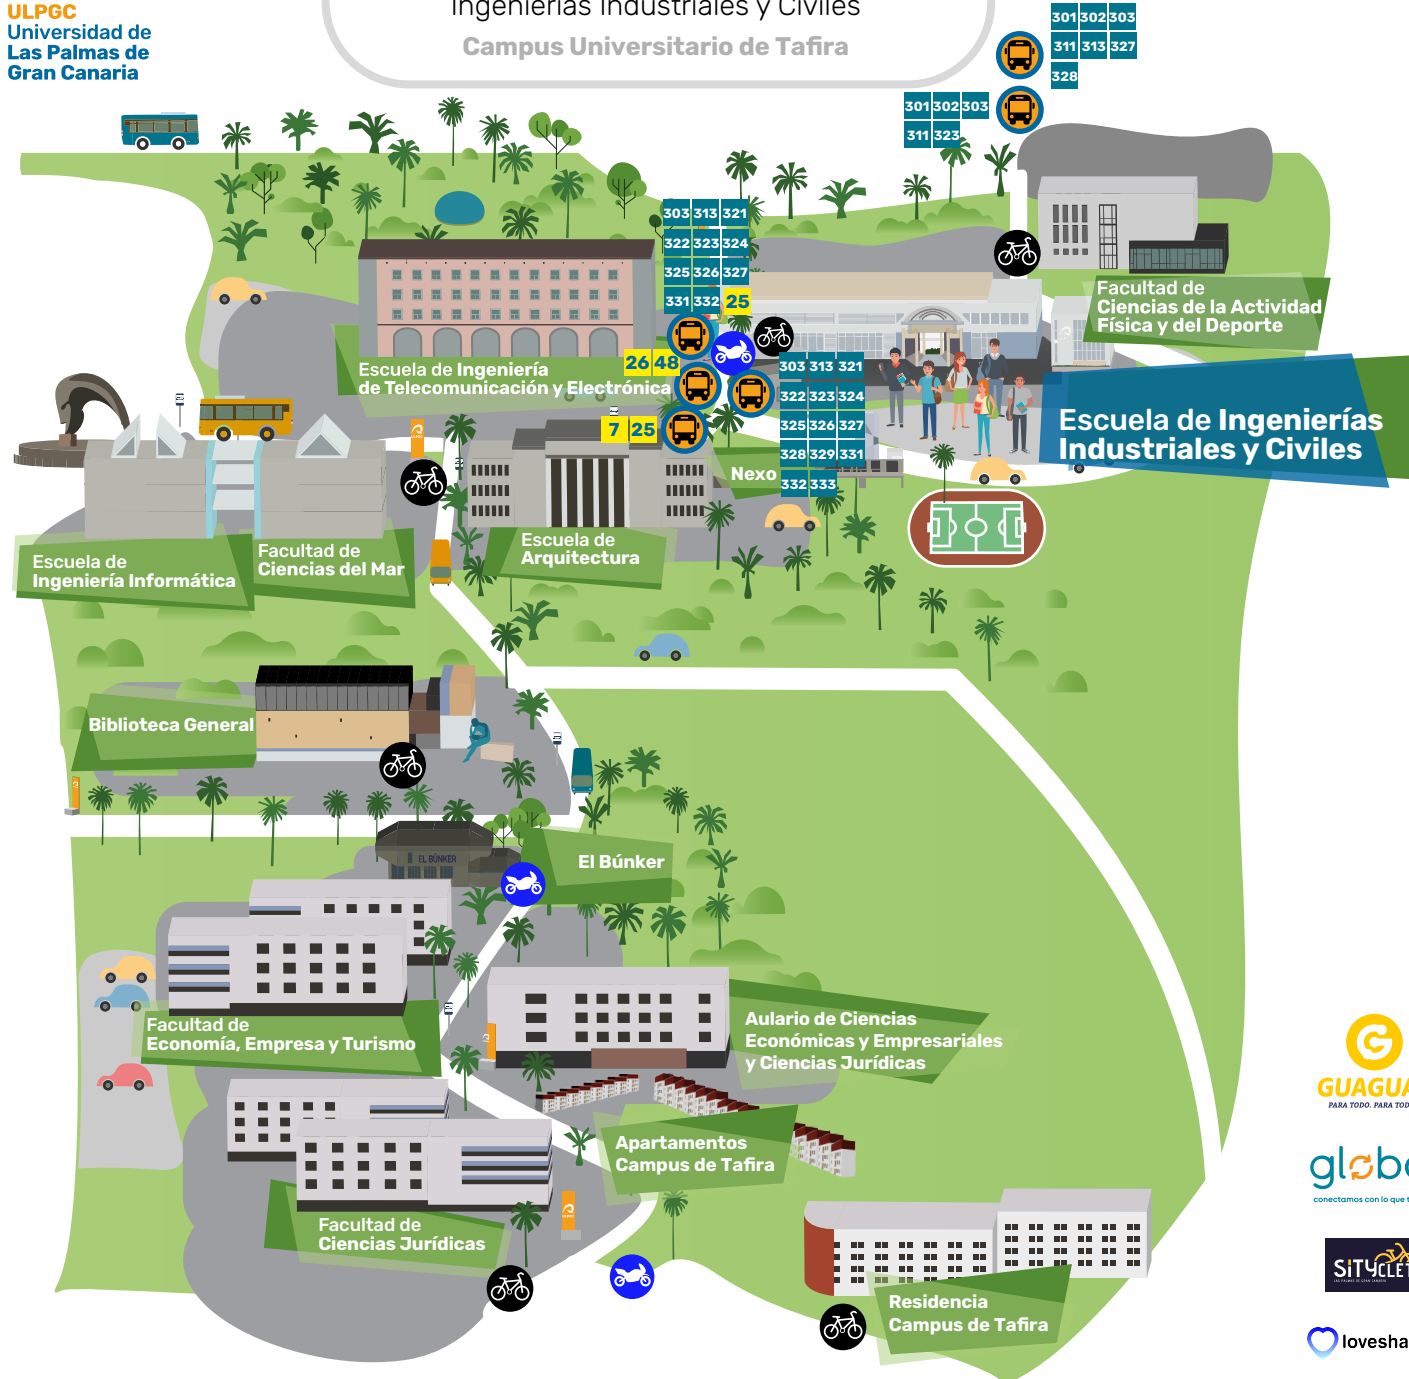 ULPGC
Universidad de
Las Palmas de
Gran Canaria
Ingenierías Industriales y Civiles
Campus Universitario de Tafira
301 302 303
311 313 327
328
301 302 303
311 323
303 313 321
322 323 324
325 326 327
331 332 25
26 48
7 25
303 313 321
322 323 324
325 326 327
328 329 331
332 333
Facultad de
Ciencias de la Actividad
Física y del Deporte
Escuela de Ingeniería
de Telecomunicación y Electrónica
Escuela de Ingenierías
Industriales y Civiles
Nexo
Escuela de
Arquitectura
Escuela de
Ingeniería Informática
Facultad de
Ciencias del Mar
Biblioteca General
EL BÚNKER
El Búnker
Facultad de
Economía, Empresa y Turismo
Aulario de Ciencias
Económicas y Empresariales
y Ciencias Jurídicas
Apartamentos
Campus de Tafira
Facultad de
Ciencias Jurídicas
Residencia
Campus de Tafira
GUAGUA
PARA TODO. PARA TOD
globa
conectamos con lo que t
SITYCLET
LAS PALMAS DE GRAN CANARIA
lovesha